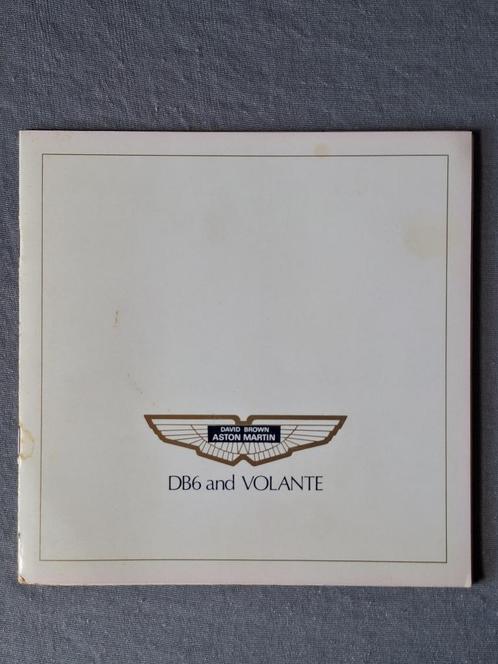 DAVID BROWN
ASTON MARTIN
DB6 and VOLANTE